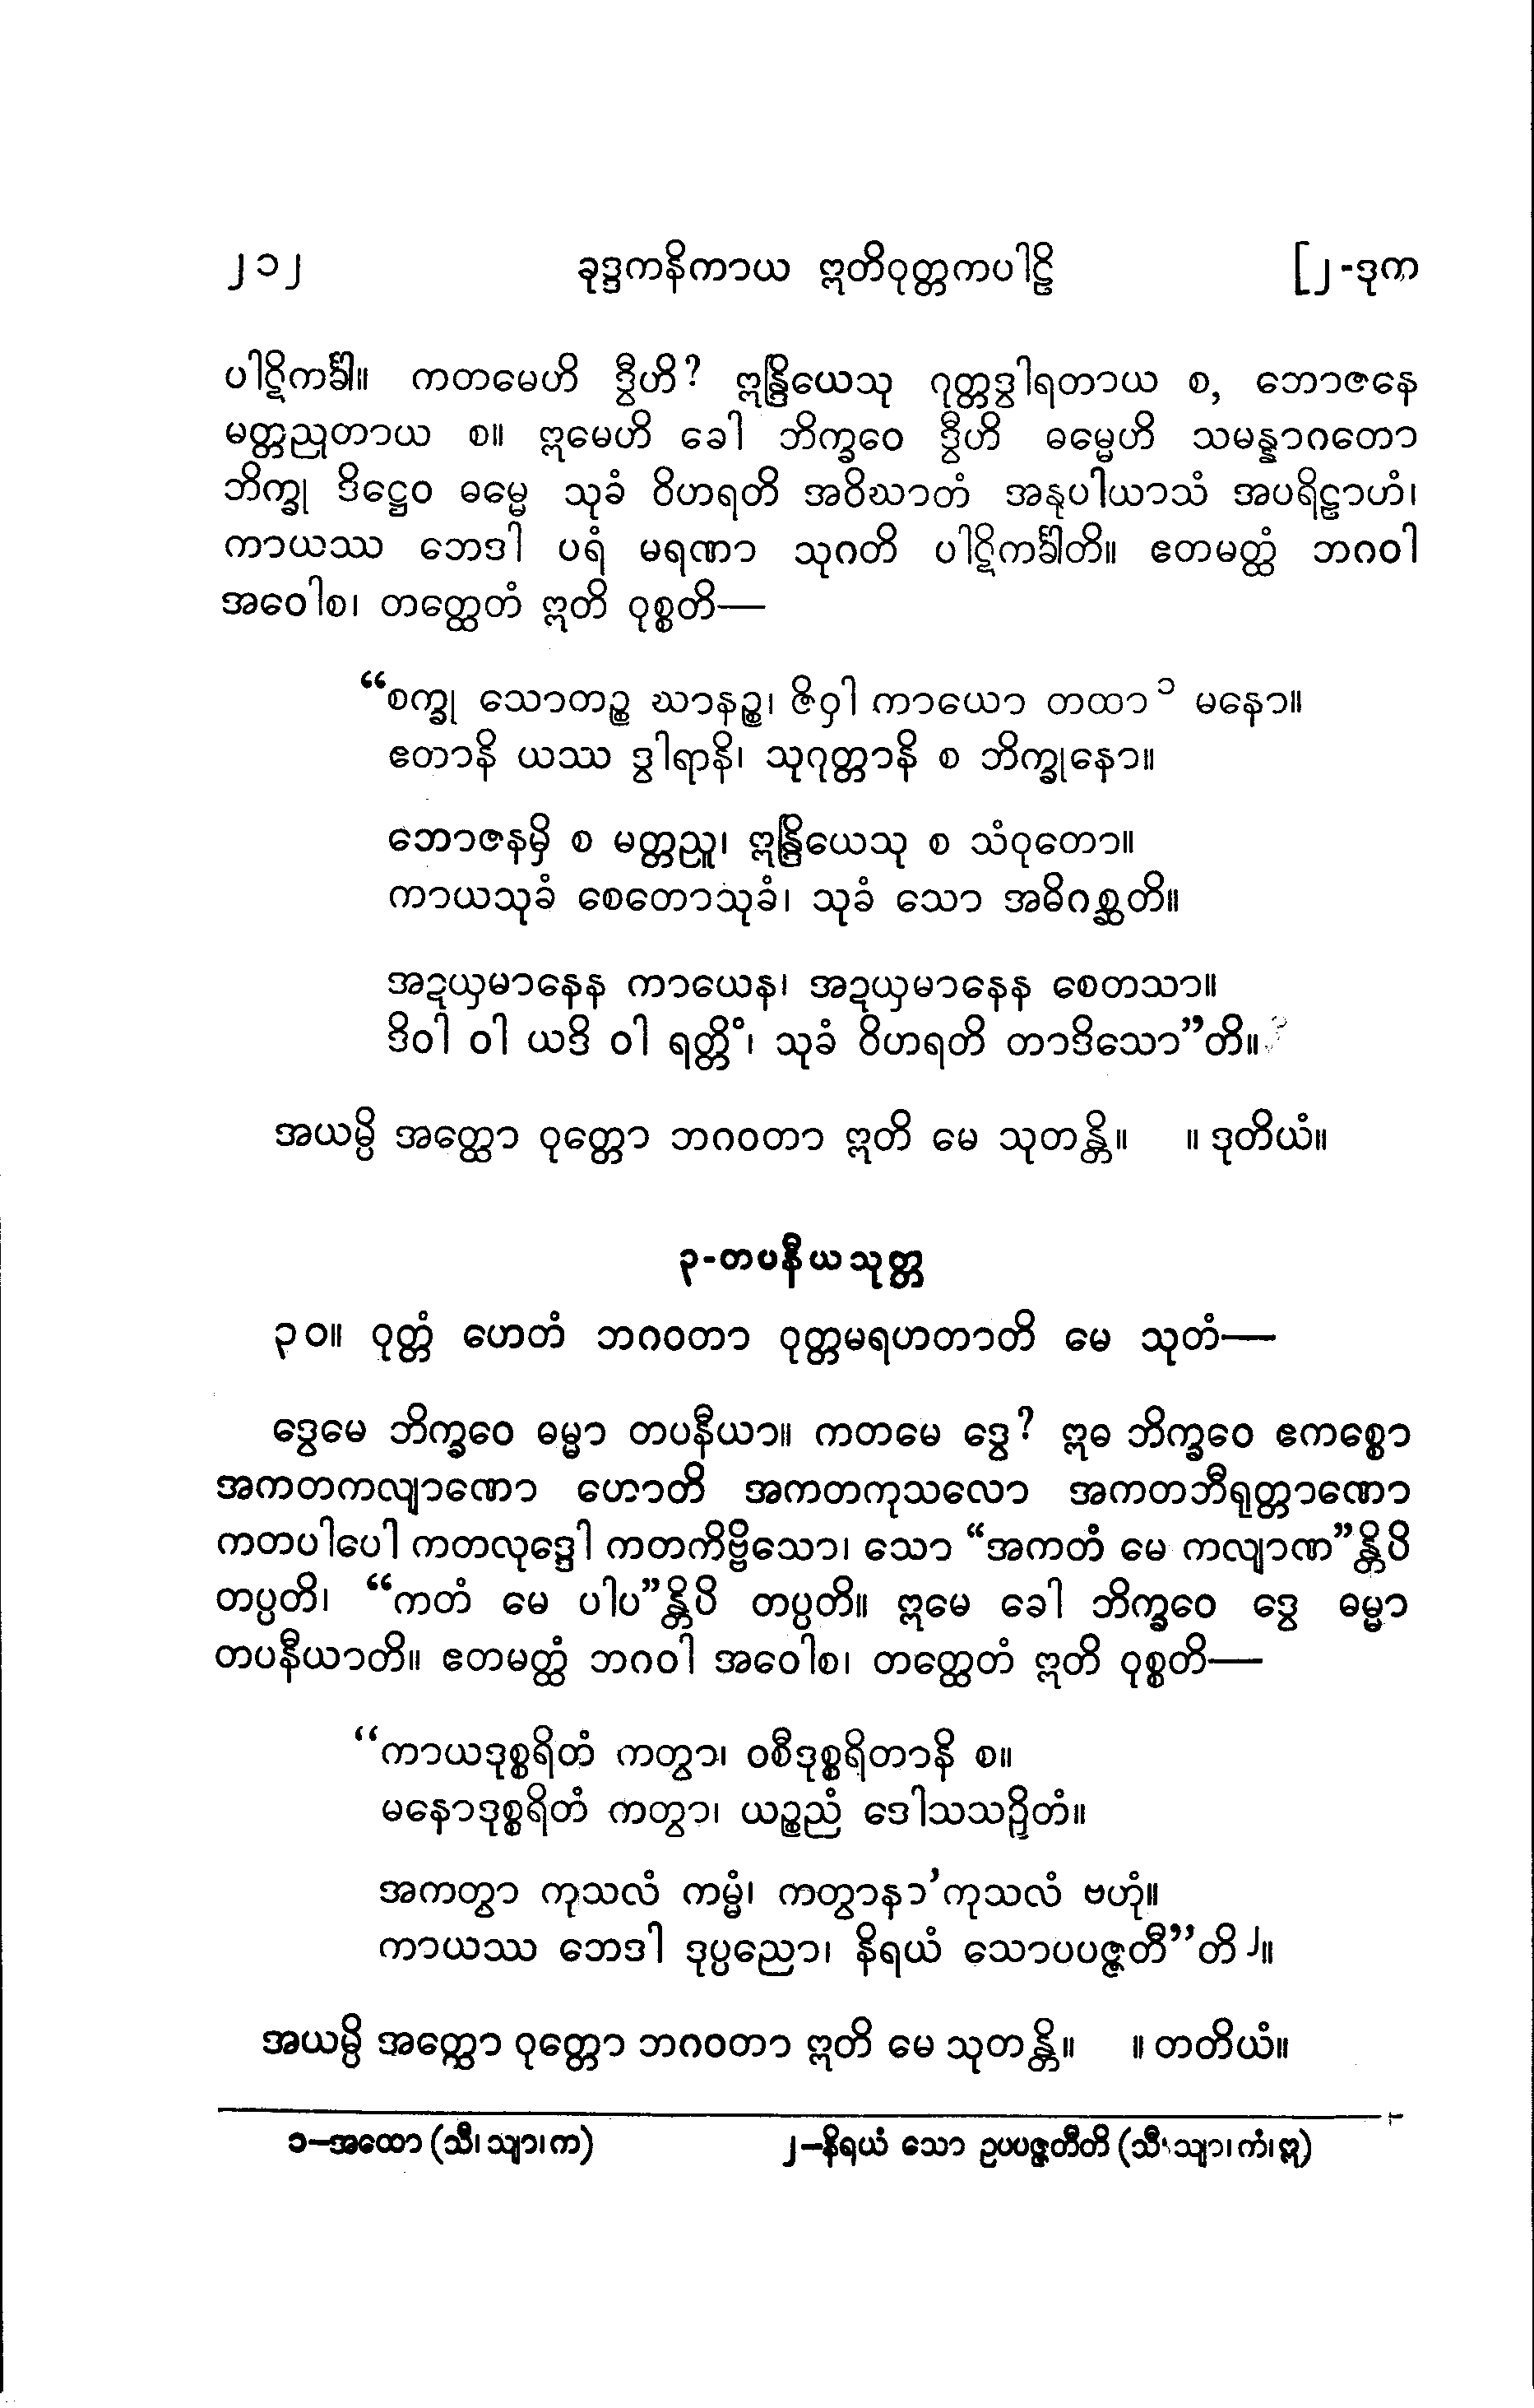 ၂၁၂ ခုဒ္ဒကနိကာယ ဣတိဝုတ္တကပါဠိ [၂-ဒုက
ပါဋိကင်္ခါ။ ကတမေဟိ ဒွီဟိ? ဣန္ဒြိယေသု ဂုတ္တဒွါရတာယ စ, ဘောဇနေ
မတ္တညုတာယ စ။ ဣမေဟိ ခေါ ဘိက္ခဝေ ဒွီဟိ ဓမ္မေဟိ သမန္နာဂတော
ဘိက္ခု ဒိဋ္ဌေဝ ဓမ္မေ သုခံ ဝိဟရတိ အဝိဃာတံ အနုပါယာသံ အပရိဠာဟံ၊
ကာယဿ ဘေဒါ ပရံ မရဏာ သုဂတိ ပါဋိကင်္ခါတိ။ ဧတမတ္ထံ ဘဂဝါ
အဝေါစ၊ တတ္ထေတံ ဣတိ ဝုစ္စတိ—
“စက္ခု သောတဉ္စ ဃာနဉ္စ၊ ဇိဝှါ ကာယော တထာ ၁ မနော။
ဧတာနိ ယဿ ဒွါရာနိ၊ သုဂုတ္တာနိ စ ဘိက္ခုနော။
ဘောဇနမှိ စ မတ္တညူ၊ ဣန္ဒြိယေသု စ သံဝုတော။
ကာယသုခံ စေတောသုခံ၊ သုခံ သော အဓိဂစ္ဆတိ။
အဍယှမာနေန ကာယေန၊ အဍယှမာနေန စေတသာ။
ဒိဝါ ဝါ ယဒိ ဝါ ရတ္တိံ၊ သုခံ ဝိဟရတိ တာဒိသော”တိ။
အယမ္ပိ အတ္ထော ဝုတ္တော ဘဂဝတာ ဣတိ မေ သုတန္တိ။ ။ ဒုတိယံ။
၃-တပနီယသုတ္တ
၃၀။ ဝုတ္တံ ဟေတံ ဘဂဝတာ ဝုတ္တမရဟတာတိ မေ သုတံ—
ဒွေမေ ဘိက္ခဝေ ဓမ္မာ တပနီယာ။ ကတမေ ဒွေ? ဣဓ ဘိက္ခဝေ ဧကစ္စော
အကတကလျာဏော ဟောတိ အကတကုသလော အကတဘီရုတ္တာဏော
ကတပါပေါ ကတလုဒ္ဒေါ ကတကိဗ္ဗိသော၊ သော “အကတံ မေ ကလျာဏ”န္တိပိ
တပ္ပတိ၊ “ကတံ မေ ပါပ”န္တိပိ တပ္ပတိ။ ဣမေ ခေါ ဘိက္ခဝေ ဒွေ ဓမ္မာ
တပနီယာတိ။ ဧတမတ္ထံ ဘဂဝါ အဝေါစ၊ တတ္ထေတံ ဣတိ ဝုစ္စတိ—
“ကာယဒုစ္စရိတံ ကတွာ၊ ဝစီဒုစ္စရိတာနိ စ။
မနောဒုစ္စရိတံ ကတွာ၊ ယဉ္စညံ ဒေါသသဉှိတံ။
အကတွာ ကုသလံ ကမ္မံ၊ ကတွာနာ’ကုသလံ ဗဟုံ။
ကာယဿ ဘေဒါ ဒုပ္ပညော၊ နိရယံ သောပပဇ္ဇတီ”တိ ၂။
အယမ္ပိ အတ္ထော ဝုတ္တော ဘဂဝတာ ဣတိ မေ သုတန္တိ။ ။ တတိယံ။
၁—အထော (သီ၊ သျာ၊ က) ၂—နိရယံ သော ဥပပဇ္ဇတီတိ (သီ၊ သျာ၊ ကံ၊ ဣ)